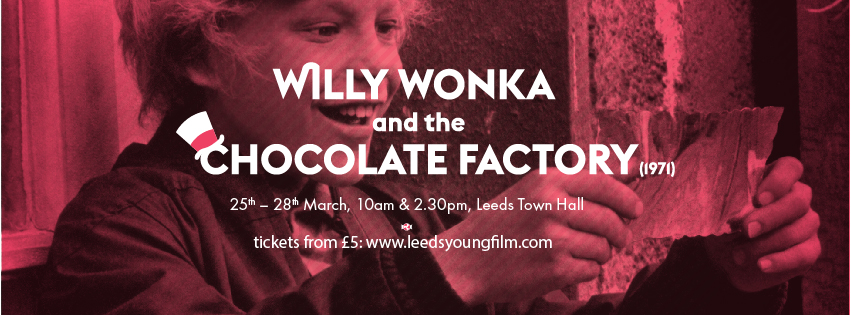 WILLY WONKA
and the
CHOCOLATE FACTORY (1971)
25th – 28th March, 10am & 2.30pm, Leeds Town Hall
tickets from £5: www.leedsyoungfilm.com